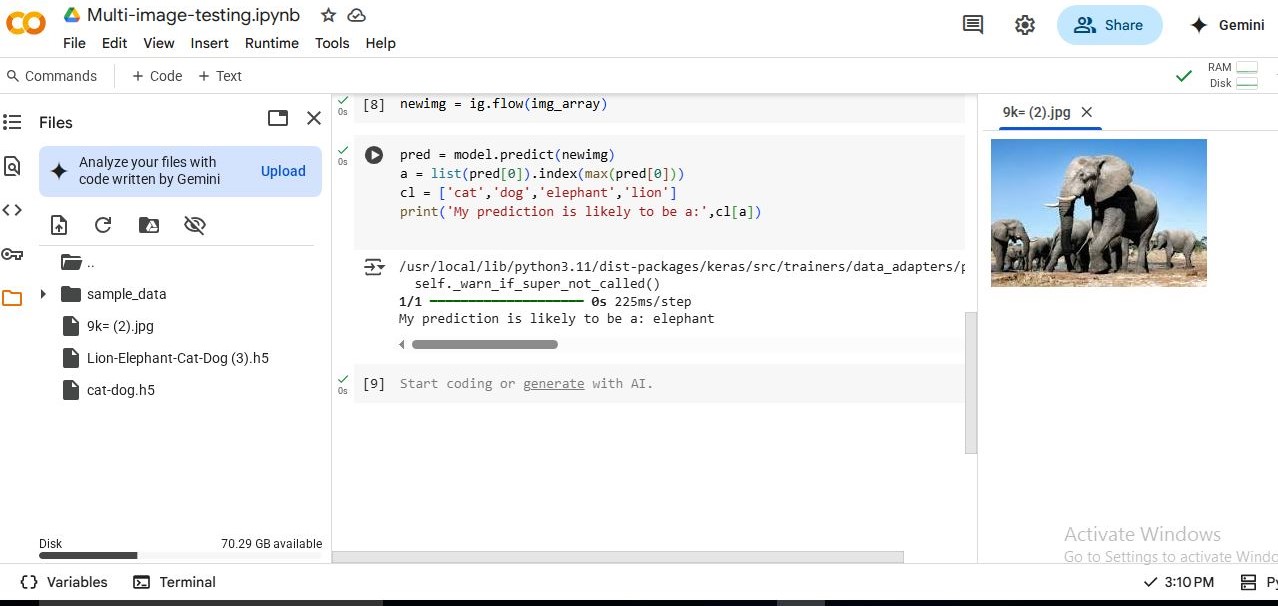 Multi-image-testing.ipynb
File Edit View Insert Runtime Tools Help
Share
Gemini
Commands + Code + Text
RAM
Disk
Files
Analyze your files with
code written by Gemini
Upload
..
sample_data
9k= (2).jpg
Lion-Elephant-Cat-Dog (3).h5
cat-dog.h5
Disk 70.29 GB available
0s
[8] newimg = ig.flow(img_array)
0s
pred = model.predict(newimg)
a = list(pred[0]).index(max(pred[0]))
cl = ['cat','dog','elephant','lion']
print('My prediction is likely to be a:',cl[a])
/usr/local/lib/python3.11/dist-packages/keras/src/trainers/data_adapters/p
self._warn_if_super_not_called()
1/1 ━━━━━━━━━━━━━━━━━━━━ 0s 225ms/step
My prediction is likely to be a: elephant
0s
[9] Start coding or generate with AI.
9k= (2).jpg
Activate Windows
Go to Settings to activate Windo
{} Variables Terminal
3:10 PM
Py